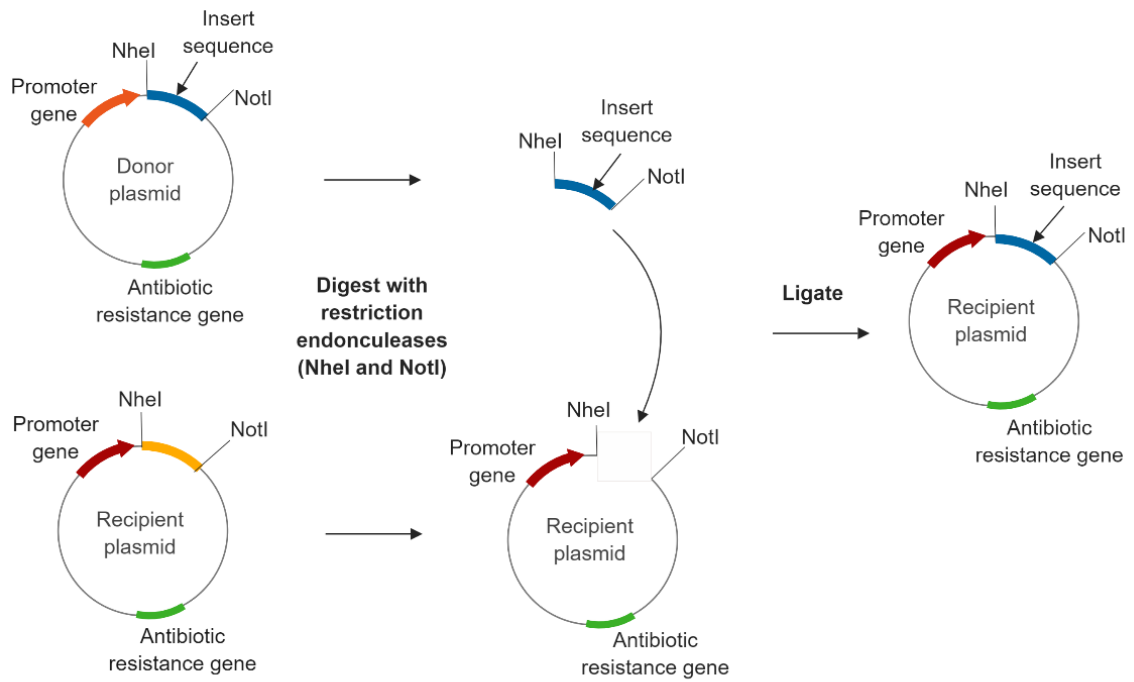 Insert
sequence
NheI
Promoter
gene
NotI
Donor
plasmid
Antibiotic
resistance gene
Digest with
restriction
endonculeases
(NheI and NotI)
NheI
Promoter
gene
NotI
Recipient
plasmid
Antibiotic
resistance gene
Insert
sequence
NheI
NotI
NheI
NotI
Promoter
gene
Recipient
plasmid
Antibiotic
resistance gene
Ligate
Insert
sequence
NheI
Promoter
gene
NotI
Recipient
plasmid
Antibiotic
resistance gene